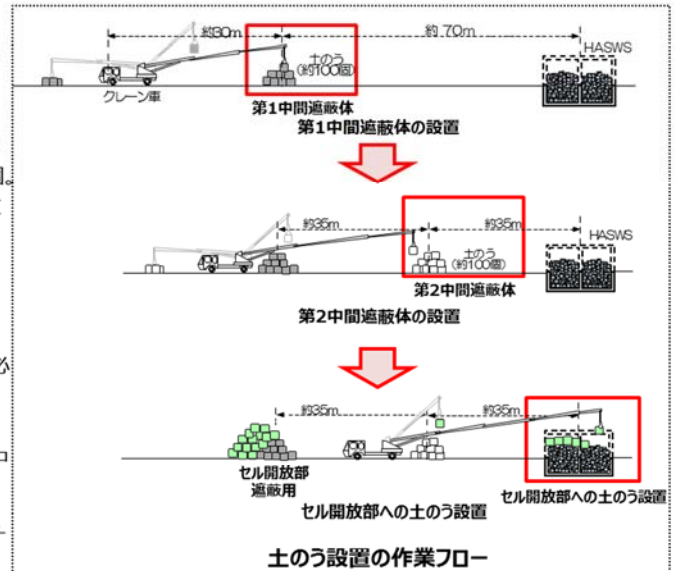 約30m
約 70m
HASWS
土のう
(約100個)
クレーン車
第1中間遮蔽体
第1中間遮蔽体の設置
個。
約35m
約35m
HASWS
土のう
(約100個)
第2中間遮蔽体
第2中間遮蔽体の設置
必
約35m
約35m
セル開放部
遮蔽用
セル開放部への土のう設置
セル開放部への土のう設置
土のう設置の作業フロー